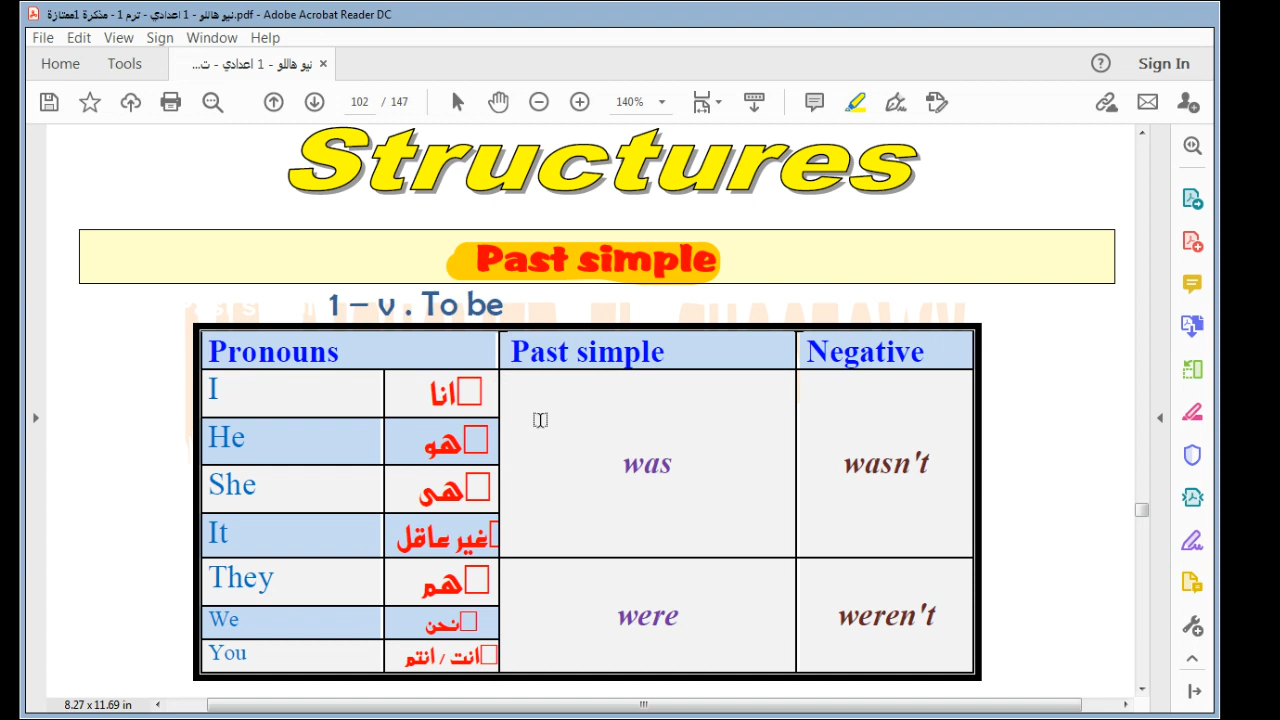 نيو هاللو - 1 اعدادي - ترم 1 - مذكرة 1ممتازة.pdf - Adobe Acrobat Reader DC
File Edit View Sign Window Help
Home Tools نيو هاللو - 1 اعدادي - ت... × ? Sign In
102 / 147 140%
Structures
Past simple
1 – v . To be
Pronouns Past simple Negative
I انا
He هو
was wasn't
She هى
It غير عاقل
They هم
We نحن were weren't
You انت / انتم
8.27 x 11.69 in